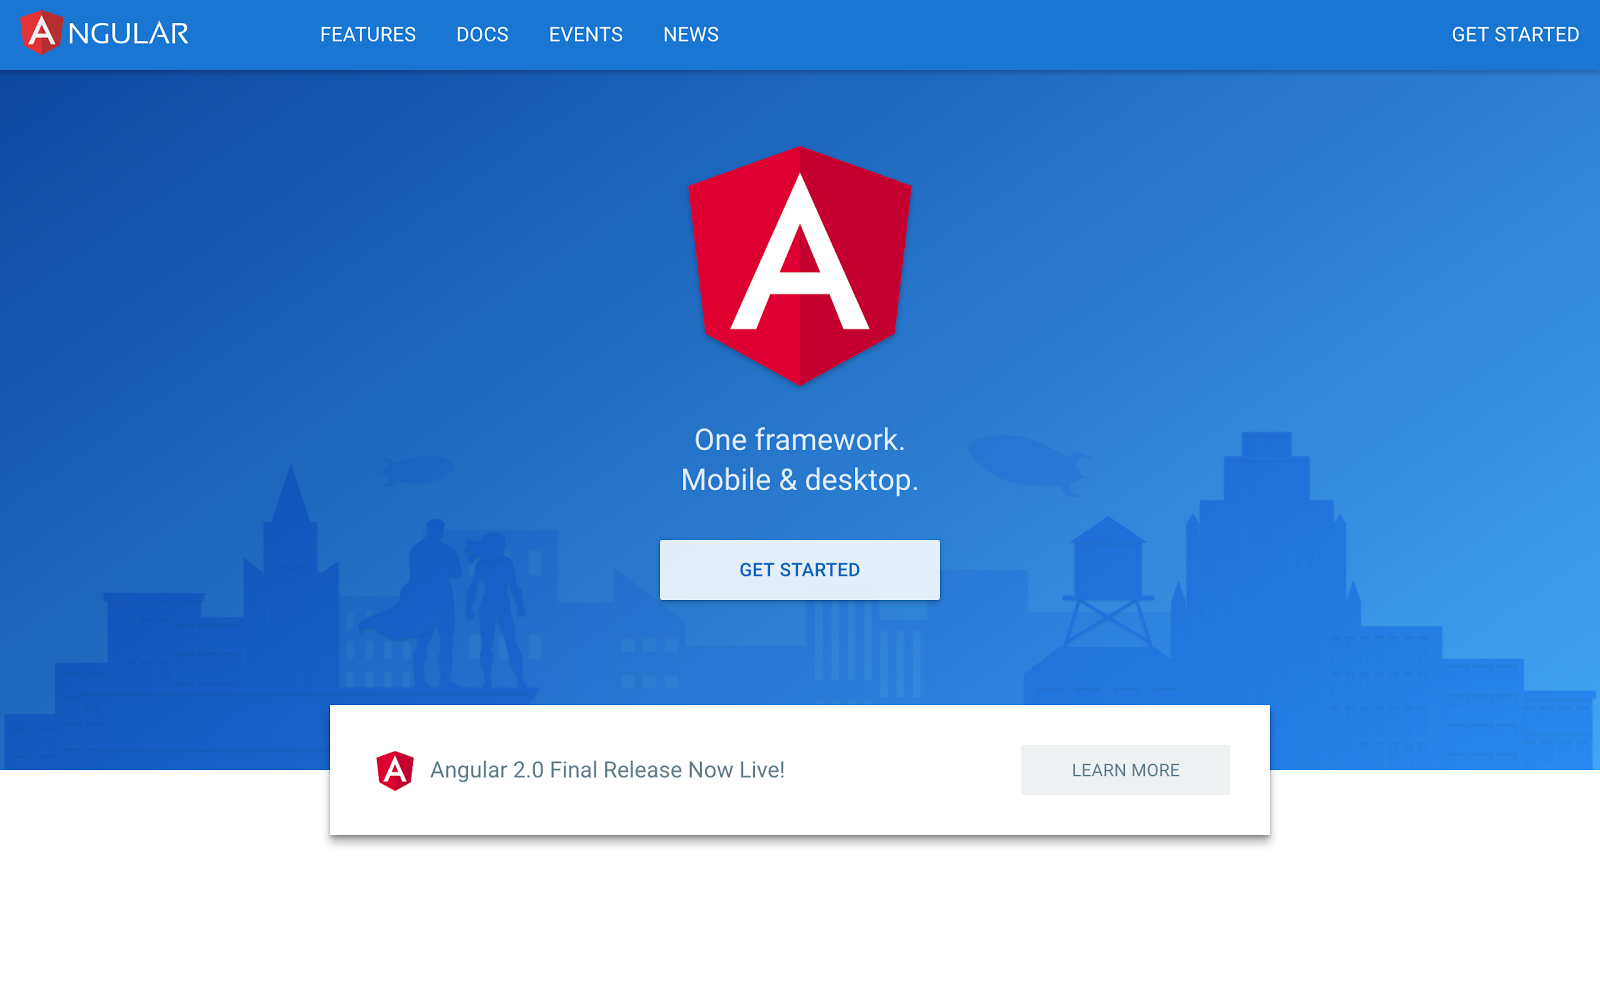 ANGULAR
FEATURES DOCS EVENTS NEWS GET STARTED
A
One framework.
Mobile & desktop.
GET STARTED
A Angular 2.0 Final Release Now Live! LEARN MORE